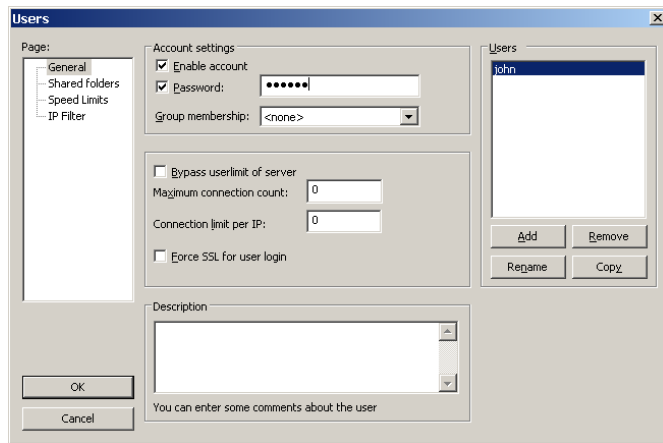 Users
Page:
General
Shared folders
Speed Limits
IP Filter
OK
Cancel
Account settings
Enable account
Password: ••••••
Group membership: <none>
Bypass userlimit of server
Maximum connection count: 0
Connection limit per IP: 0
Force SSL for user login
Description
You can enter some comments about the user
Users
john
Add Remove
Rename Copy